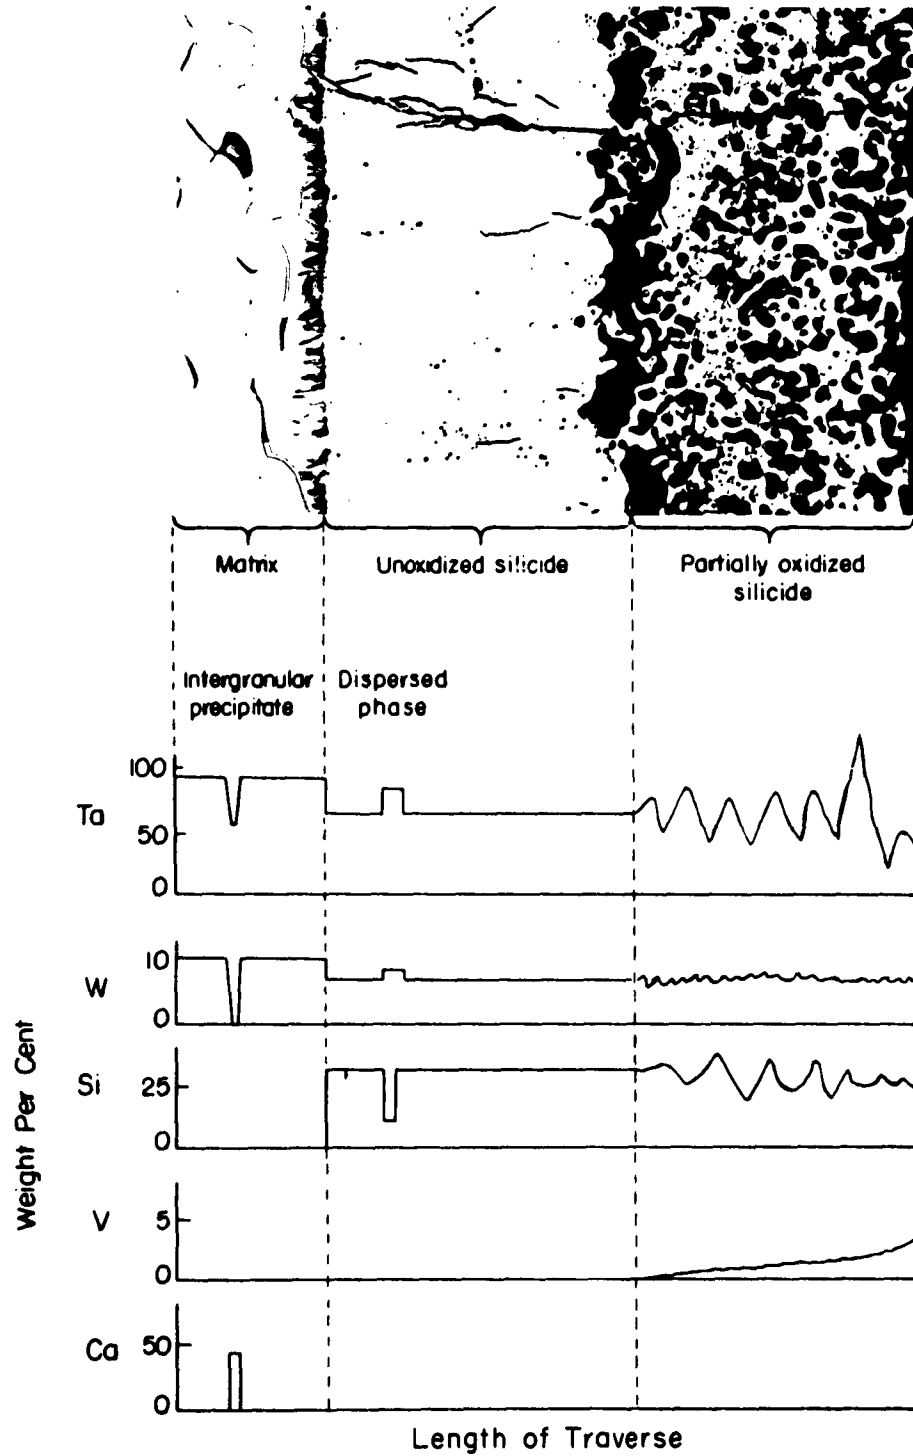 Matrix
Unoxidized silicide
Partially oxidized
silicide
Intergranular
precipitate
Dispersed
phase
Weight Per Cent
Ta
100
50
0
W
10
0
Si
25
0
V
5
0
Ca
50
0
Length of Traverse